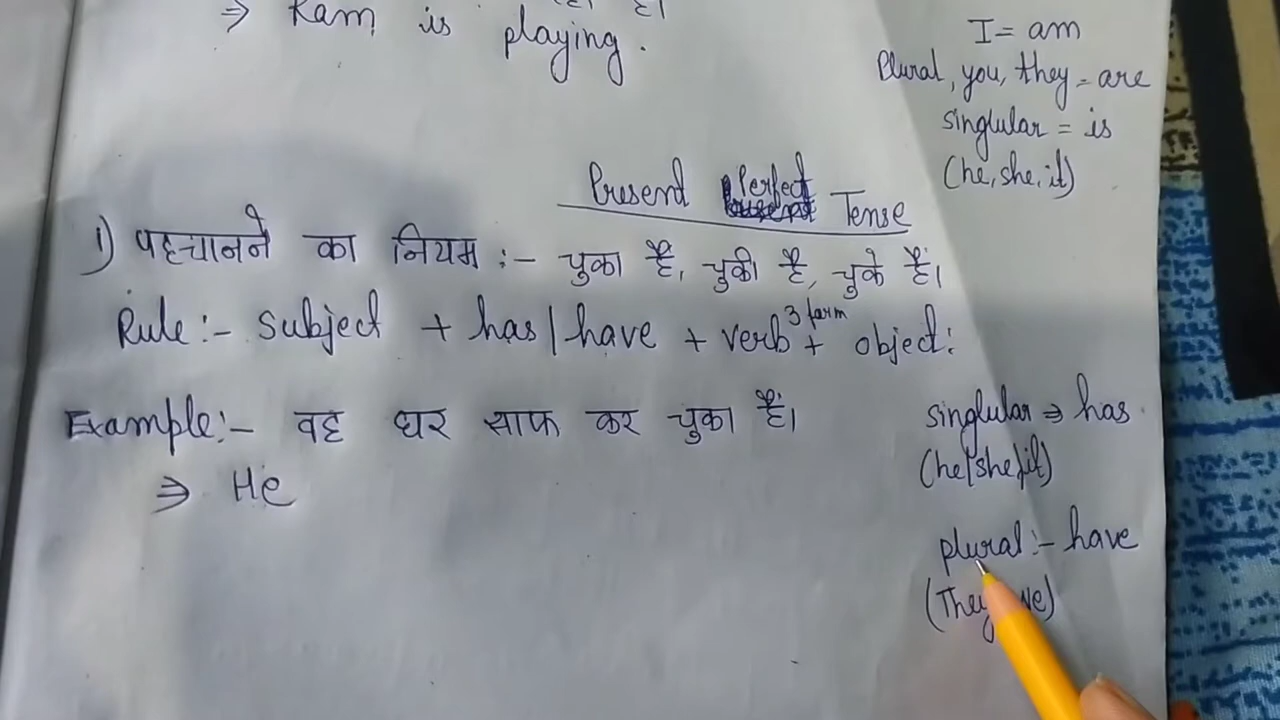 ⇒ Ram is playing.
I = am
Plural, you, they = are
singlular = is
(he, she, it)
Present Perfect Tense
1) पहचानने का नियम :- चुका है, चुकी है, चुके हैं।
Rule:- Subject + has/have + verb 3 form + object:
Example:- वह घर साफ कर चुका है।
⇒ He
singlular ⇒ has
(he/she/it)
plural :- have
(They